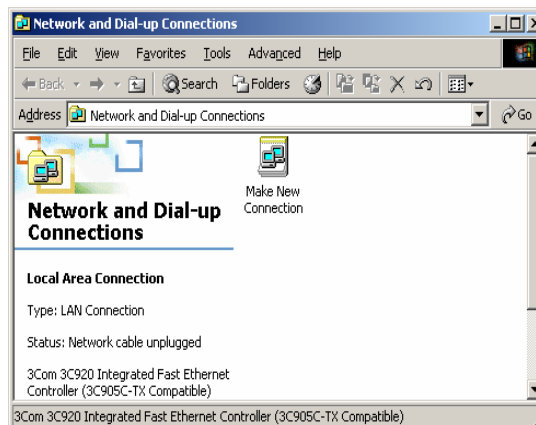 Network and Dial-up Connections
File Edit View Favorites Tools Advanced Help
Back Search Folders
Address Network and Dial-up Connections Go
Make New
Connection
Network and Dial-up
Connections
Local Area Connection
Type: LAN Connection
Status: Network cable unplugged
3Com 3C920 Integrated Fast Ethernet
Controller (3C905C-TX Compatible)
3Com 3C920 Integrated Fast Ethernet Controller (3C905C-TX Compatible)